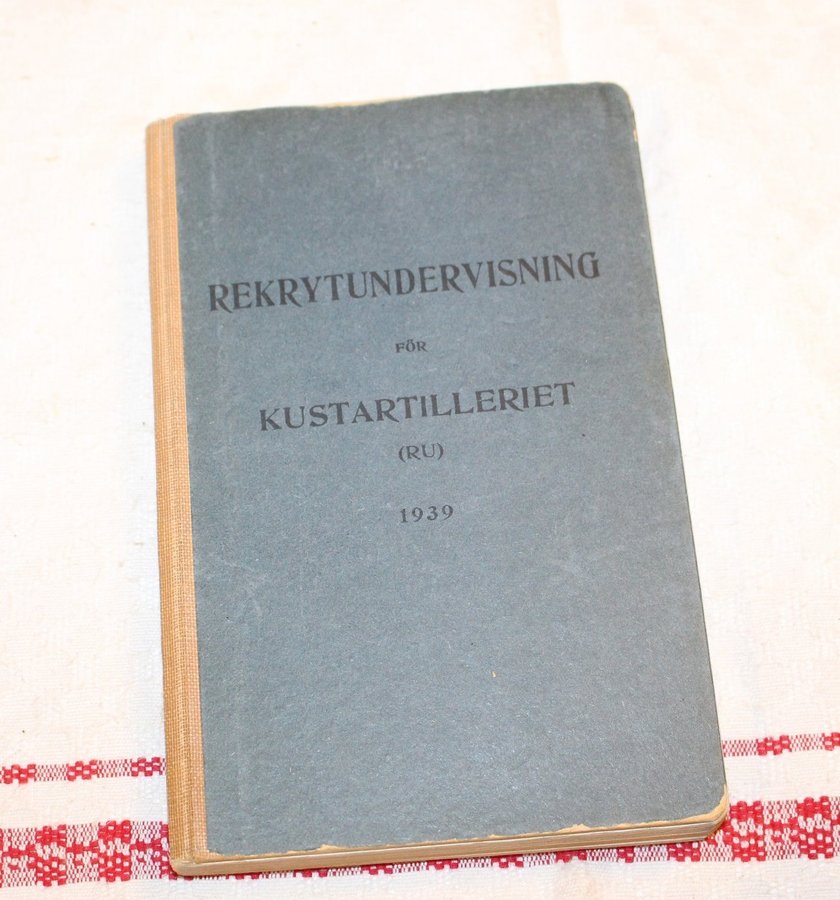 REKRYTUNDERVISNING
FÖR
KUSTARTILLERIET
(RU)
1939